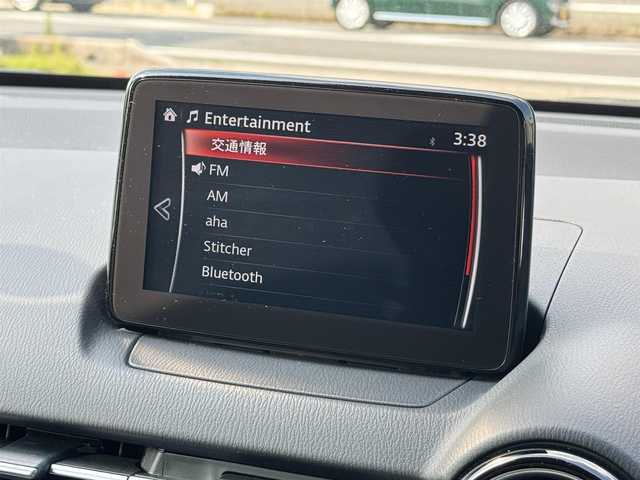 Entertainment
3:38
交通情報
FM
AM
aha
Stitcher
Bluetooth